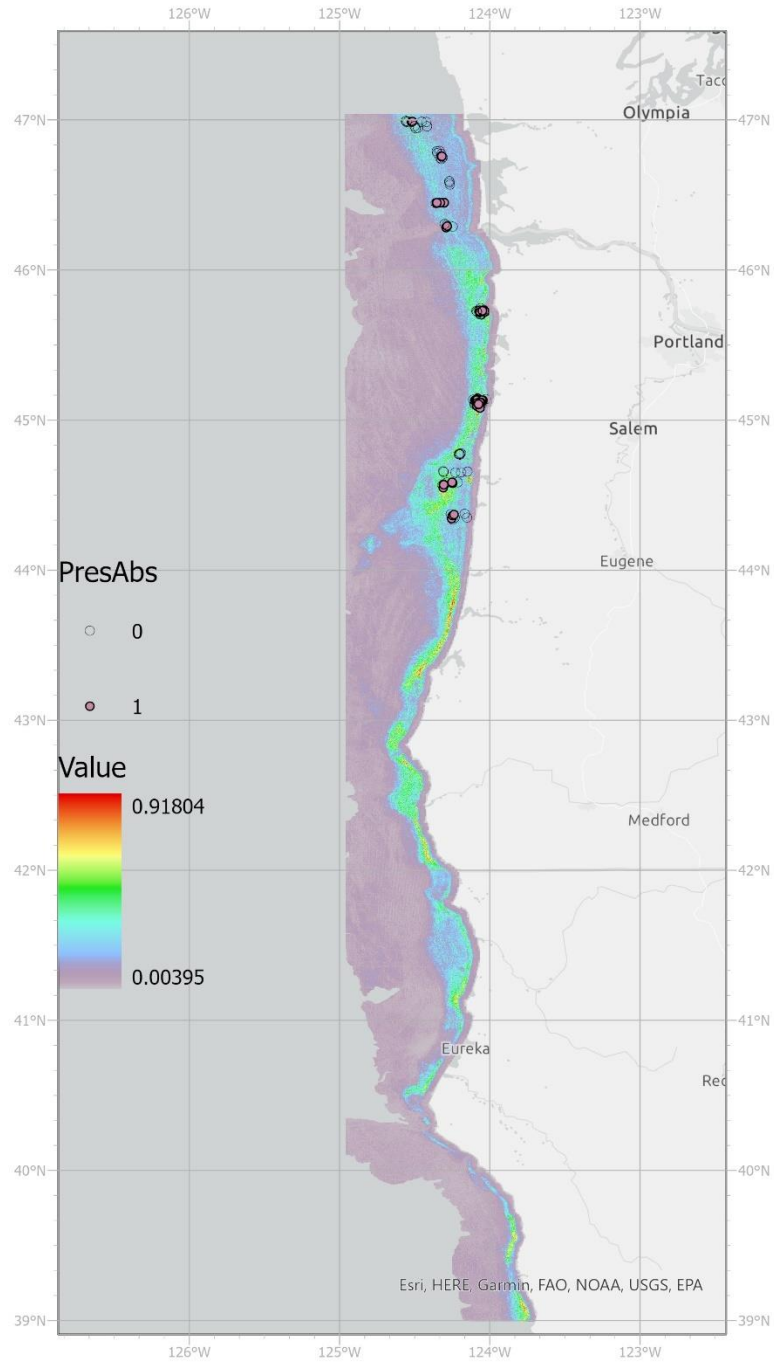 126°W 125°W 124°W 123°W
Tacc
47°N Olympia 47°N
46°N 46°N
Portland
45°N Salem 45°N
44°N Eugene 44°N
PresAbs
0
1
43°N 43°N
Value
0.91804
Medford
42°N 42°N
0.00395
41°N 41°N
Eureka
Rec
40°N 40°N
Esri, HERE, Garmin, FAO, NOAA, USGS, EPA
39°N 39°N
126°W 125°W 124°W 123°W